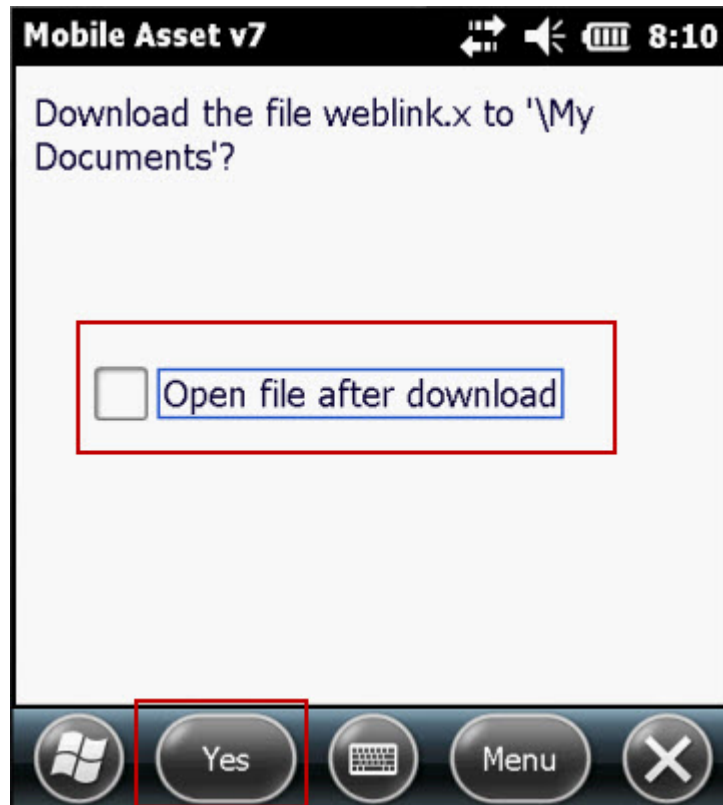 Mobile Asset v7 8:10
Download the file weblink.x to '\My
Documents'?
Open file after download
Yes Menu